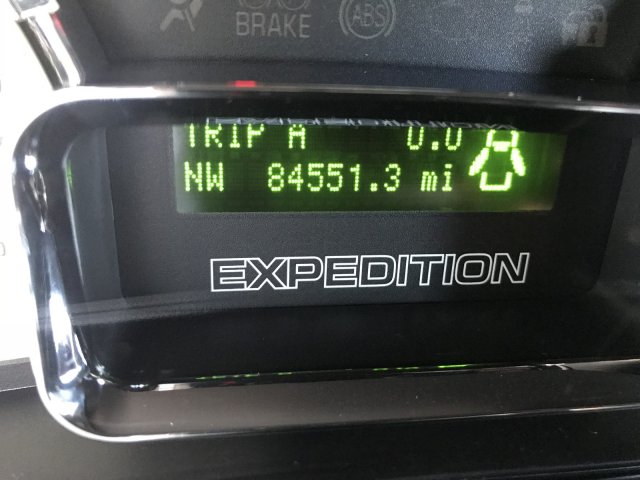 BRAKE
ABS
TRIP A 0.0
NW 84551.3 mi
EXPEDITION